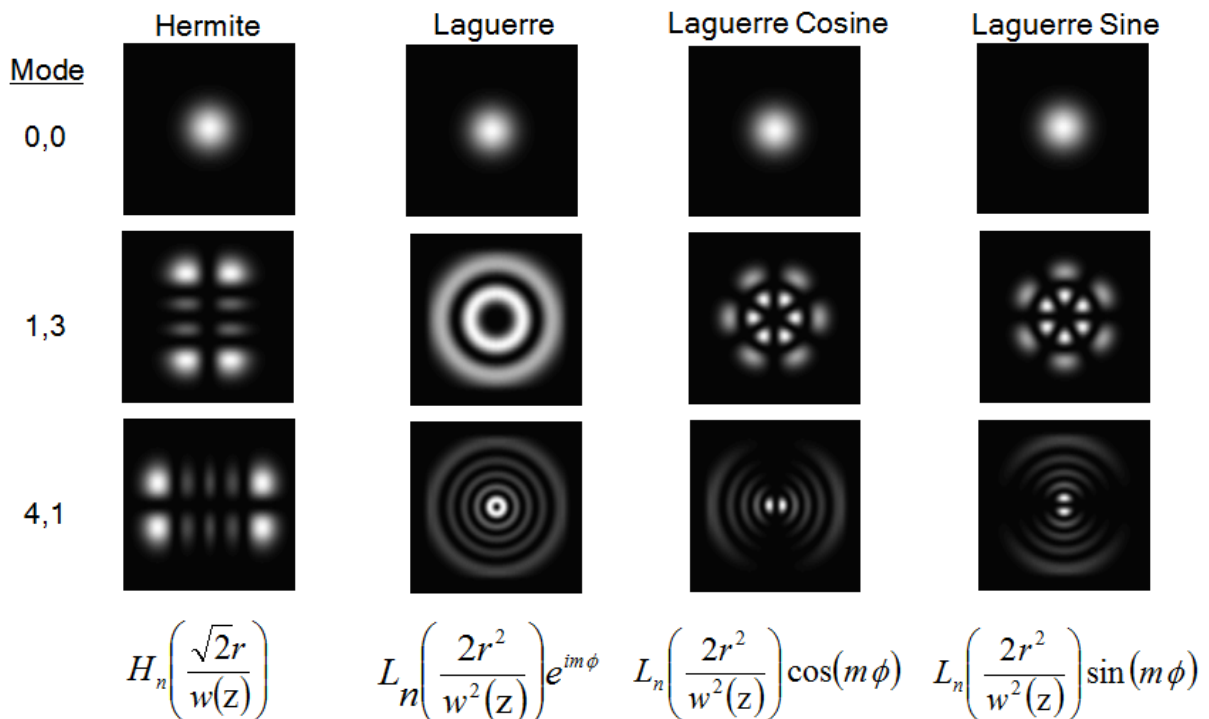 Hermite Laguerre Laguerre Cosine Laguerre Sine
Mode
0,0
1,3
4,1
H_n(√2r/w(z)) L_n(2r²/w²(z))e^{imϕ} L_n(2r²/w²(z))cos(mϕ) L_n(2r²/w²(z))sin(mϕ)